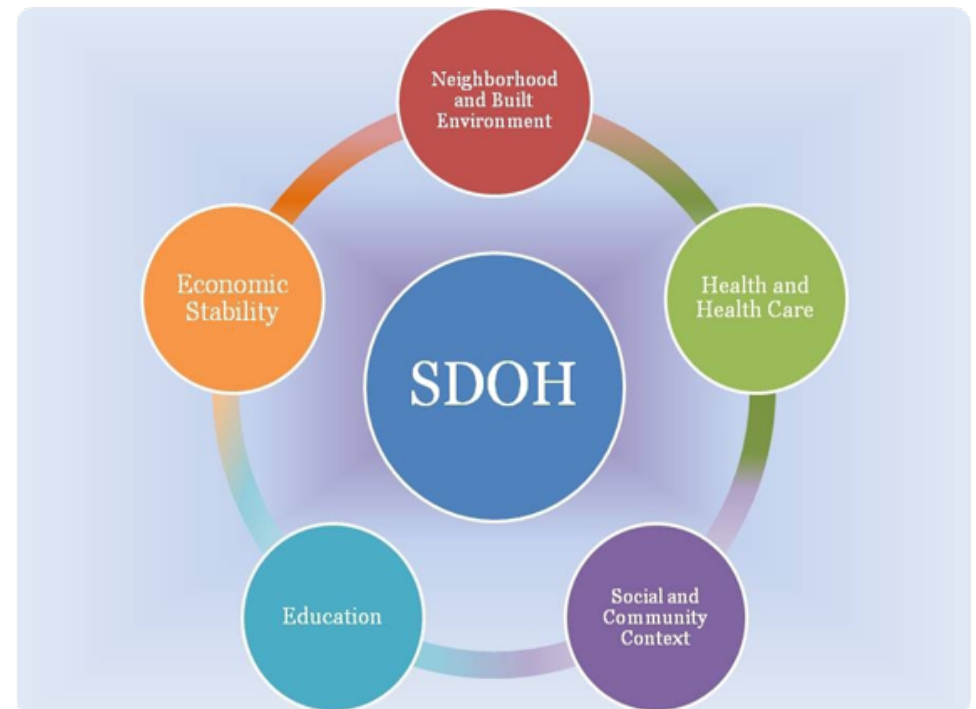 Neighborhood
and Built
Environment
Economic
Stability
Health and
Health Care
SDOH
Education
Social and
Community
Context